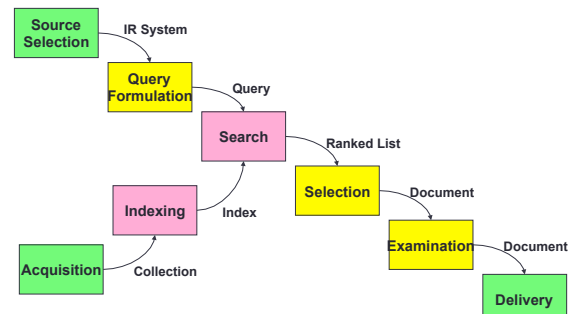 Source
Selection
IR System
Query
Formulation
Query
Search
Ranked List
Selection
Document
Indexing
Index
Examination
Document
Acquisition
Collection
Delivery